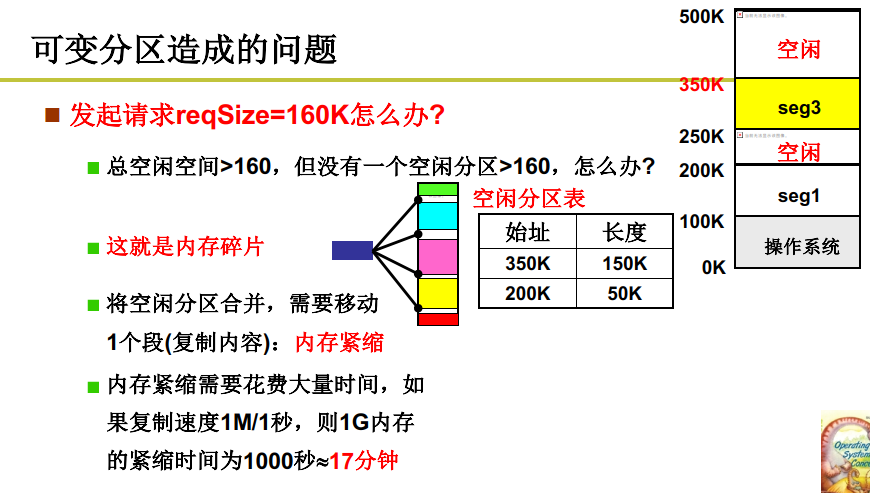 可变分区造成的问题
发起请求reqSize=160K怎么办?
总空闲空间>160，但没有一个空闲分区>160，怎么办?
这就是内存碎片
将空闲分区合并，需要移动
1个段(复制内容)：内存紧缩
内存紧缩需要花费大量时间，如
果复制速度1M/1秒，则1G内存
的紧缩时间为1000秒≈17分钟
空闲分区表
始址 长度
350K 150K
200K 50K
500K
空闲
350K
seg3
250K
空闲
200K
seg1
100K
操作系统
0K
Operating
System
Conc